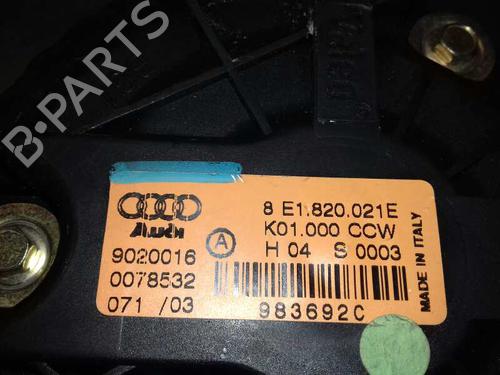 B-PARTS
Audi
9020016
0078532
071 /03
A
8 E1.820.021E
K01.000 CCW
H 04 S 0003
983692C
MADE IN ITALY